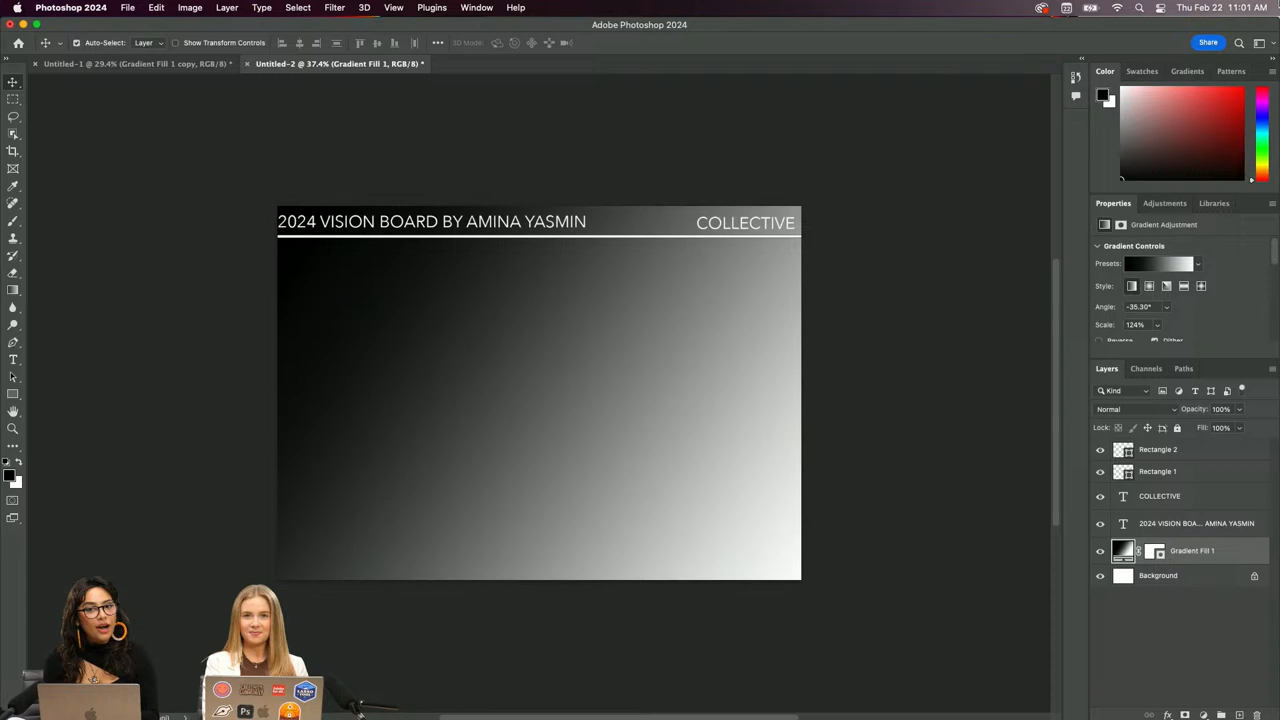 Photoshop 2024 File Edit Image Layer Type Select Filter 3D View Plugins Window Help Thu Feb 22 11:01 AM
Adobe Photoshop 2024
Auto-Select: Layer Show Transform Controls 3D Mode: Share
Untitled-1 @ 29.4% (Gradient Fill 1 copy, RGB/8) * Untitled-2 @ 37.4% (Gradient Fill 1, RGB/8) *
Color Swatches Gradients Patterns
2024 VISION BOARD BY AMINA YASMIN COLLECTIVE
Properties Adjustments Libraries
Gradient Adjustment
Gradient Controls
Presets:
Style:
Angle: -35.30°
Scale: 124%
Reverse Dither
Layers Channels Paths
Kind
Normal Opacity: 100%
Lock: Fill: 100%
Rectangle 2
Rectangle 1
COLLECTIVE
2024 VISION BOA... AMINA YASMIN
Gradient Fill 1
Background
Ps